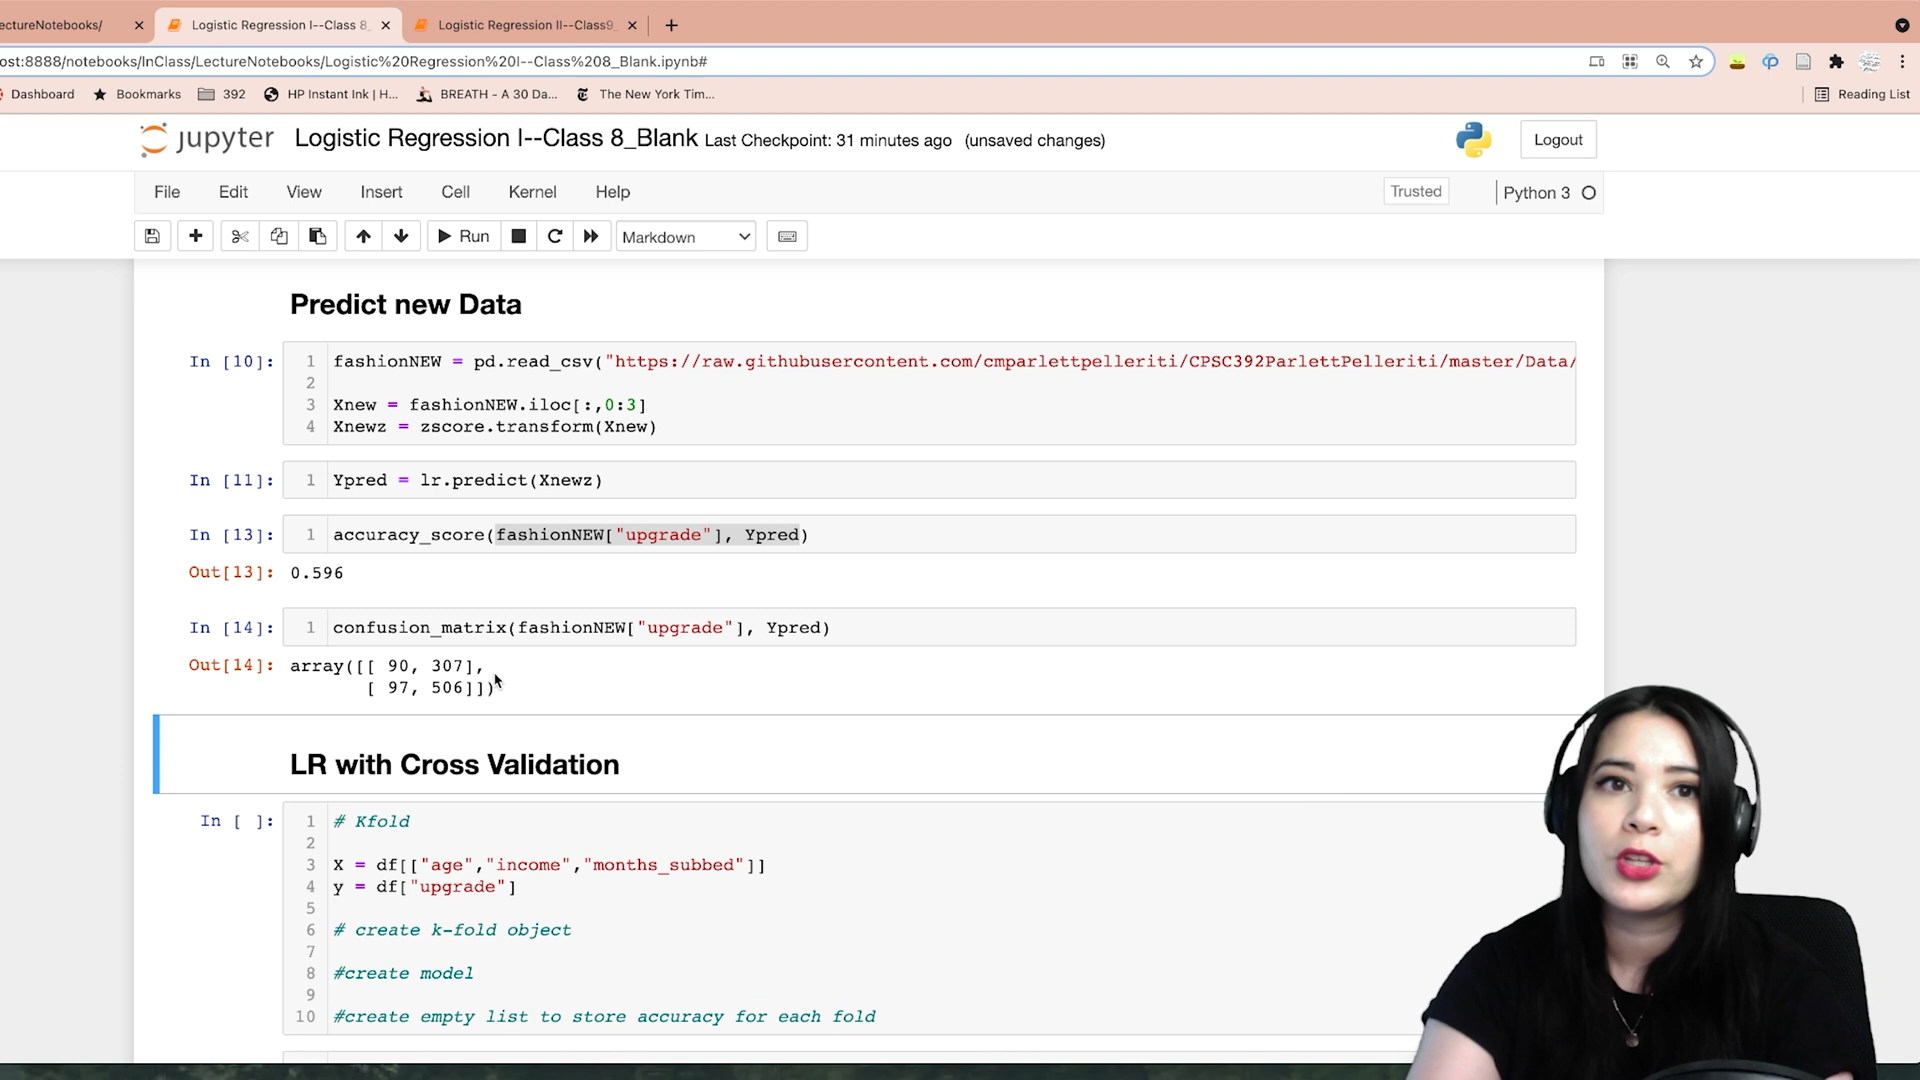 ectureNotebooks/
Logistic Regression I--Class 8_
Logistic Regression II--Class9_
ost:8888/notebooks/InClass/LectureNotebooks/Logistic%20Regression%20I--Class%208_Blank.ipynb#
Dashboard
Bookmarks
392
HP Instant Ink | H...
BREATH - A 30 Da...
The New York Tim...
Reading List
jupyter Logistic Regression I--Class 8_Blank Last Checkpoint: 31 minutes ago (unsaved changes)
Logout
File Edit View Insert Cell Kernel Help
Trusted
Python 3
Run
Markdown
Predict new Data
In [10]:
1 fashionNEW = pd.read_csv("https://raw.githubusercontent.com/cmparlettpelleriti/CPSC392ParlettPelleriti/master/Data/
2
3 Xnew = fashionNEW.iloc[:,0:3]
4 Xnewz = zscore.transform(Xnew)
In [11]:
1 Ypred = lr.predict(Xnewz)
In [13]:
1 accuracy_score(fashionNEW["upgrade"], Ypred)
Out[13]: 0.596
In [14]:
1 confusion_matrix(fashionNEW["upgrade"], Ypred)
Out[14]: array([[ 90, 307],
[ 97, 506]])
LR with Cross Validation
In [ ]:
1 # Kfold
2
3 X = df[["age","income","months_subbed"]]
4 y = df["upgrade"]
5
6 # create k-fold object
7
8 #create model
9
10 #create empty list to store accuracy for each fold